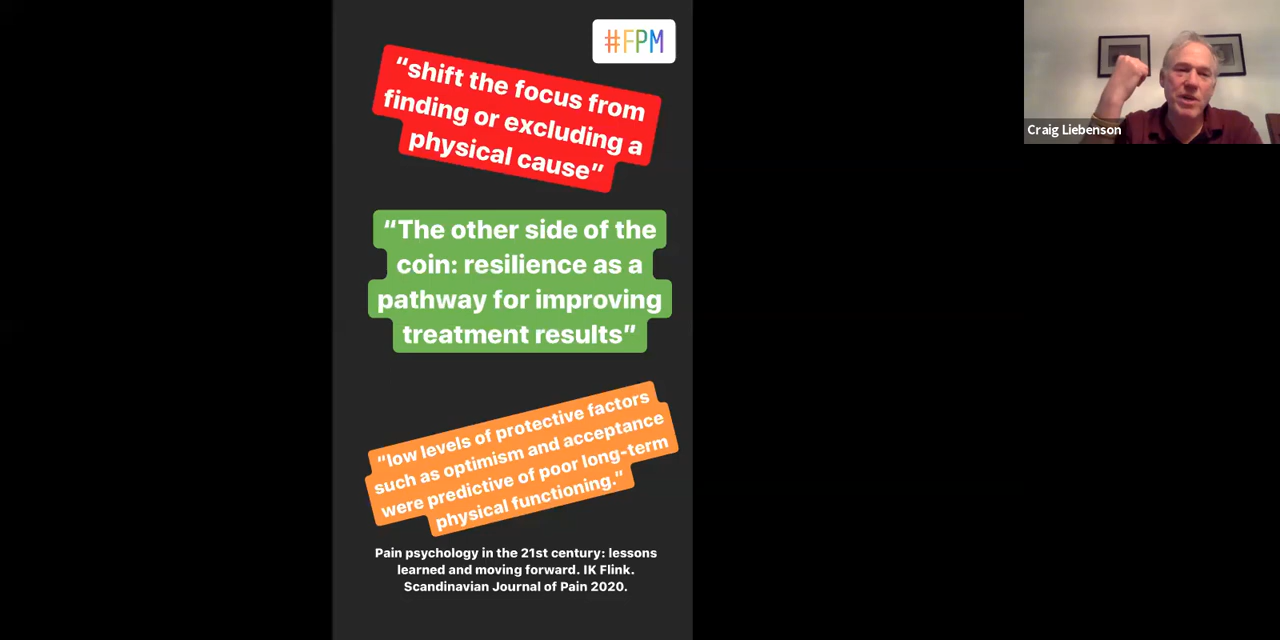 #FPM
“shift the focus from
finding or excluding a
physical cause”
“The other side of the
coin: resilience as a
pathway for improving
treatment results”
“low levels of protective factors
such as optimism and acceptance
were predictive of poor long-term
physical functioning.”
Pain psychology in the 21st century: lessons
learned and moving forward. IK Flink.
Scandinavian Journal of Pain 2020.
Craig Liebenson